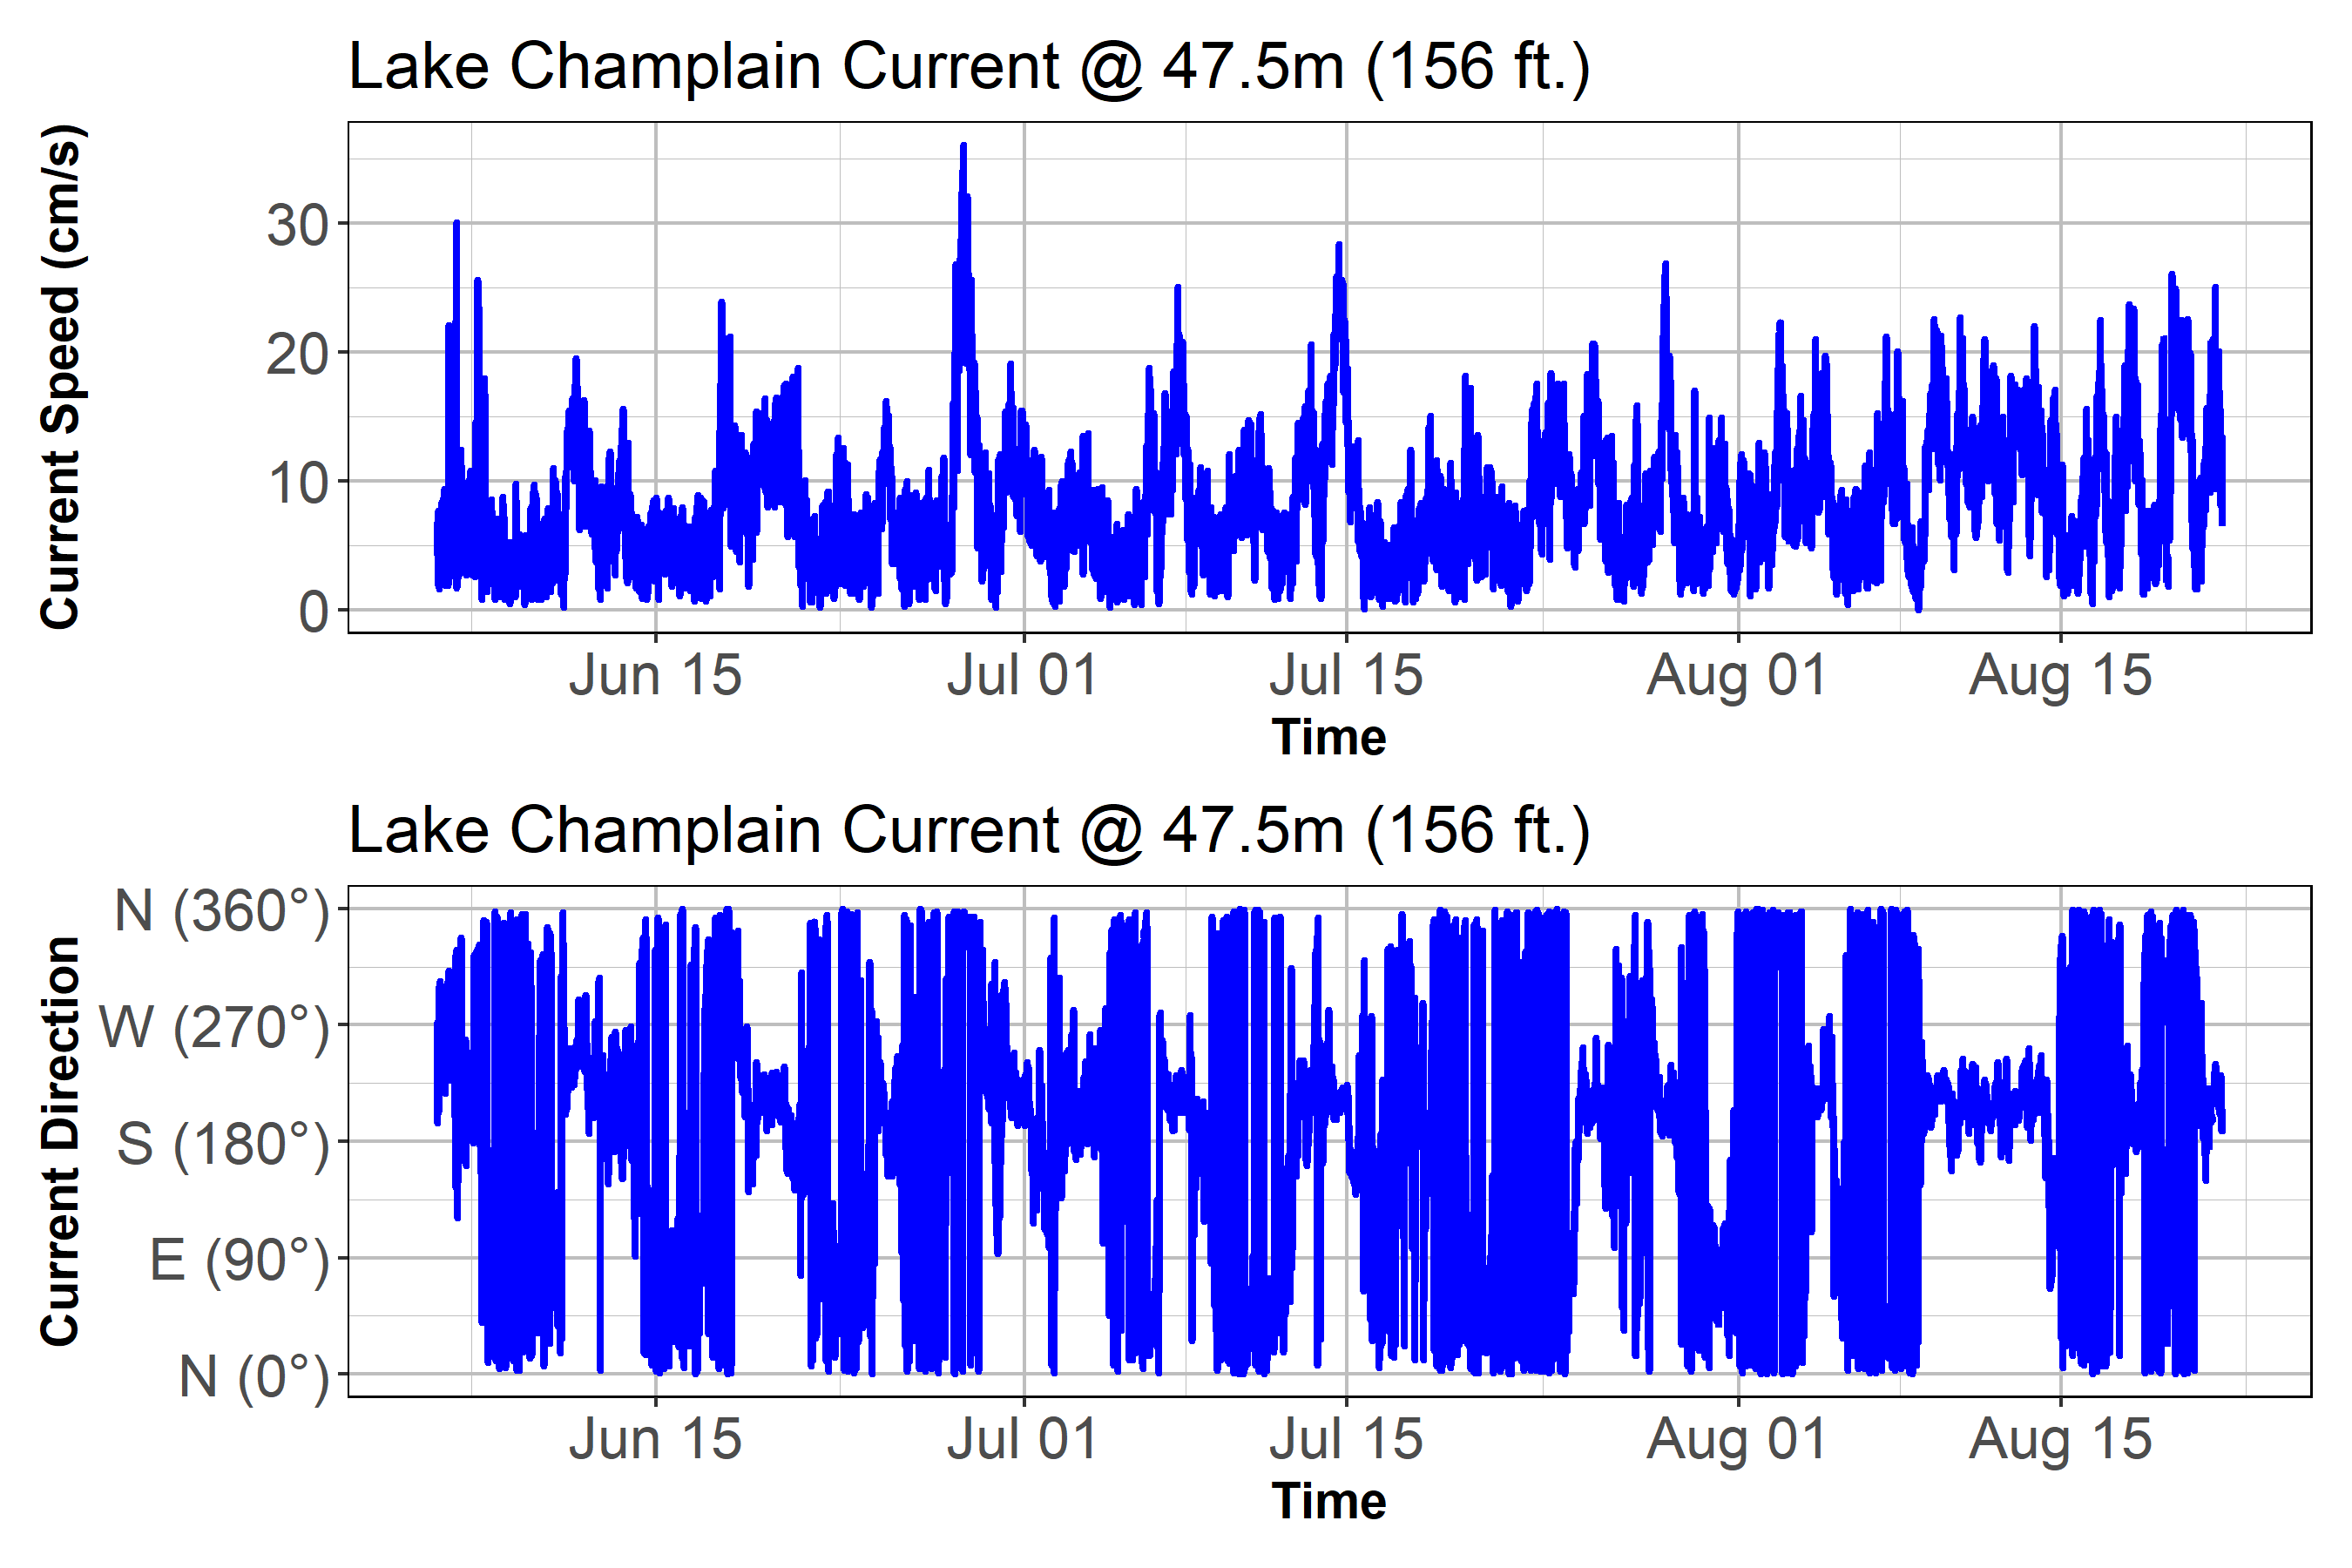 Lake Champlain Current @ 47.5m (156 ft.)
Current Speed (cm/s)
30
20
10
0
Jun 15 Jul 01 Jul 15 Aug 01 Aug 15
Time
Lake Champlain Current @ 47.5m (156 ft.)
Current Direction
N (360°)
W (270°)
S (180°)
E (90°)
N (0°)
Jun 15 Jul 01 Jul 15 Aug 01 Aug 15
Time